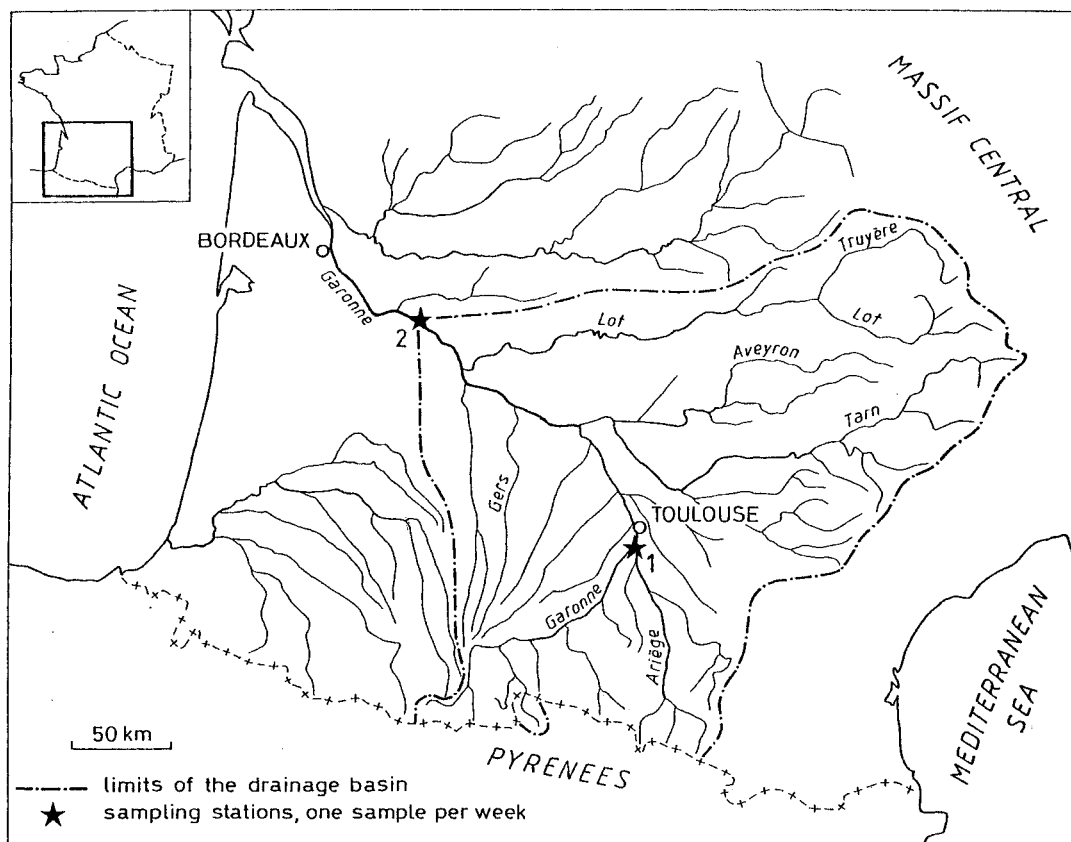 MASSIF CENTRAL
Truyère
BORDEAUX
Garonne
Lot
Lot
2
Aveyron
ATLANTIC OCEAN
Tarn
Gers
TOULOUSE
1
Garonne
Ariège
MEDITERRANEAN
SEA
50 km
PYRENEES
limits of the drainage basin
sampling stations, one sample per week